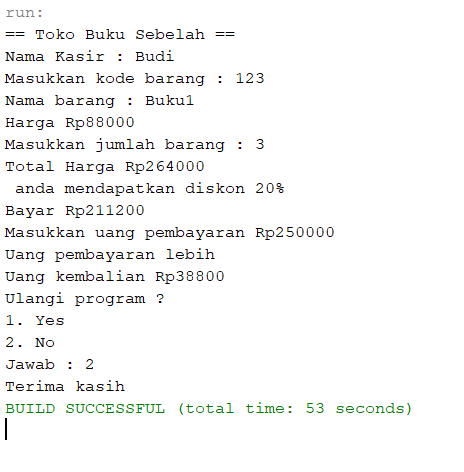 run:
== Toko Buku Sebelah ==
Nama Kasir : Budi
Masukkan kode barang : 123
Nama barang : Buku1
Harga Rp88000
Masukkan jumlah barang : 3
Total Harga Rp264000
 anda mendapatkan diskon 20%
Bayar Rp211200
Masukkan uang pembayaran Rp250000
Uang pembayaran lebih
Uang kembalian Rp38800
Ulangi program ?
1. Yes
2. No
Jawab : 2
Terima kasih
BUILD SUCCESSFUL (total time: 53 seconds)